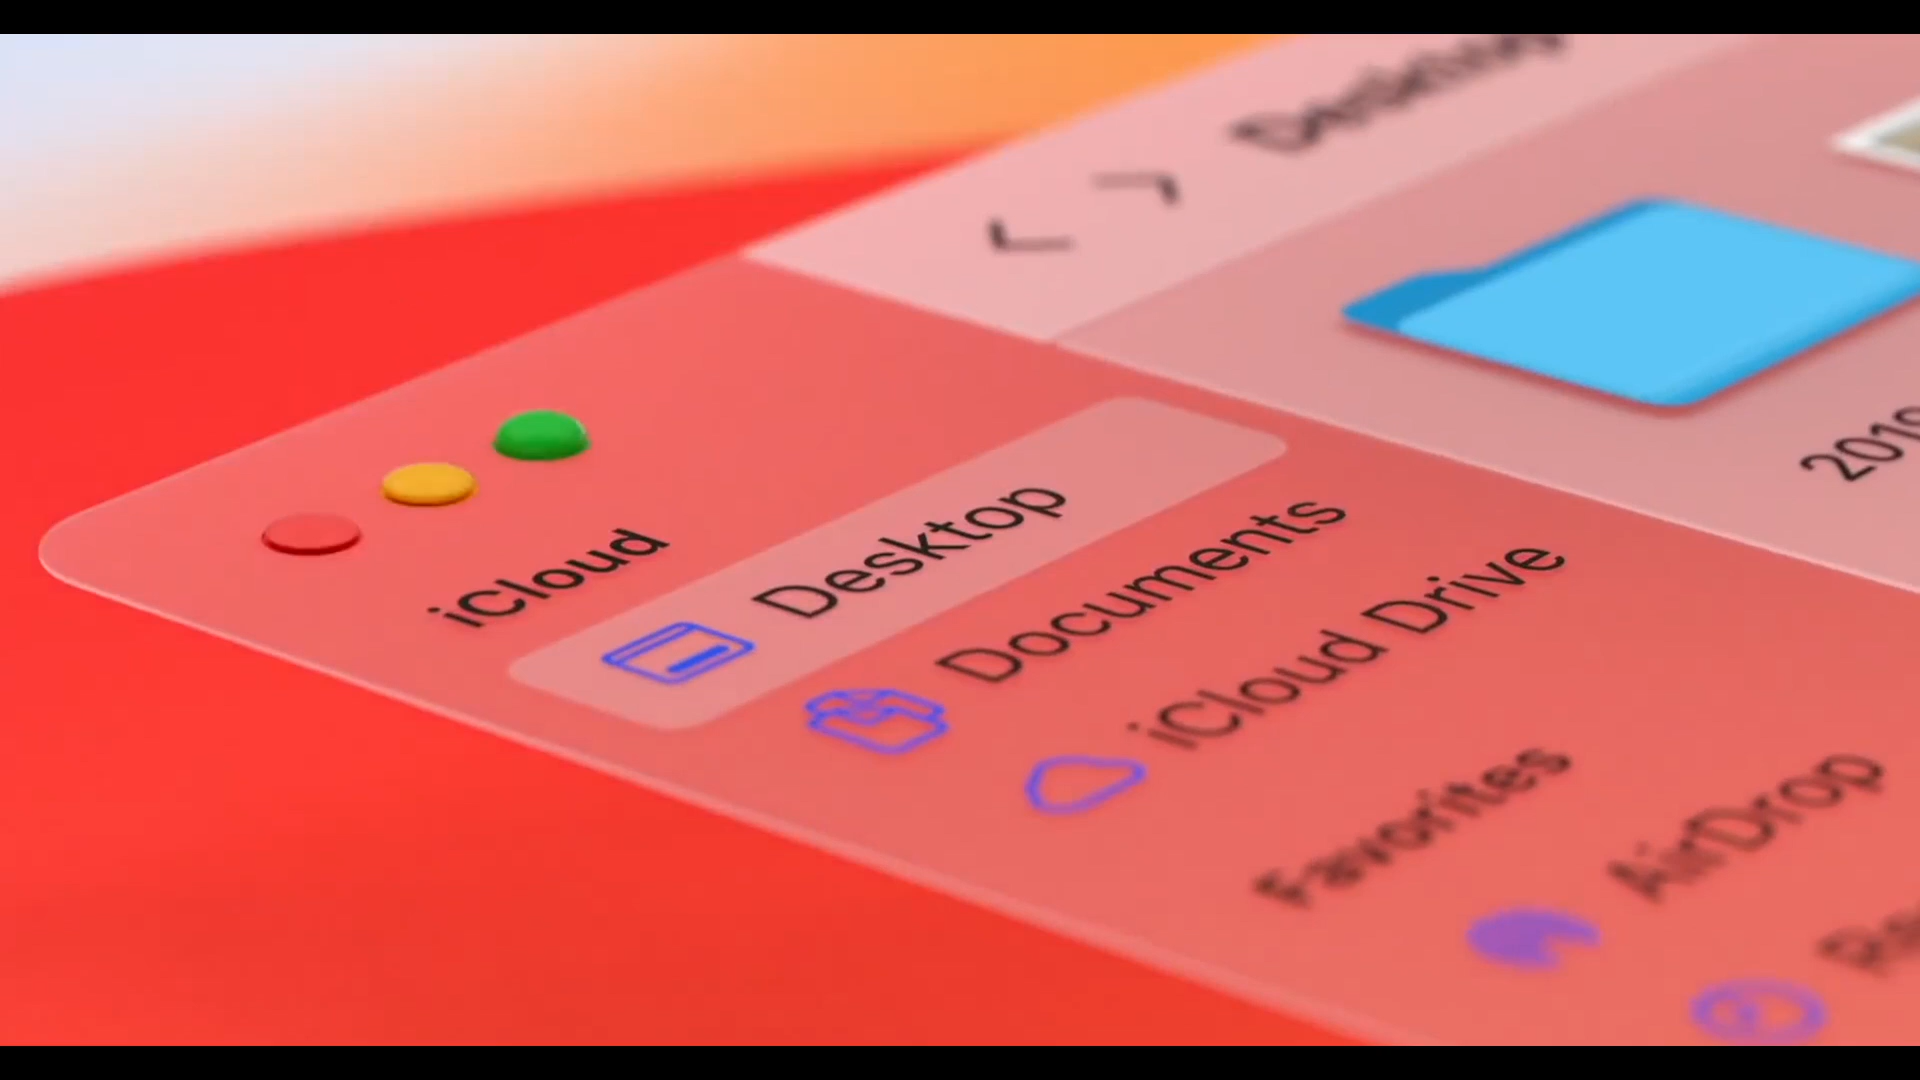 iCloud
Desktop
Documents
iCloud Drive
Favorites
AirDrop